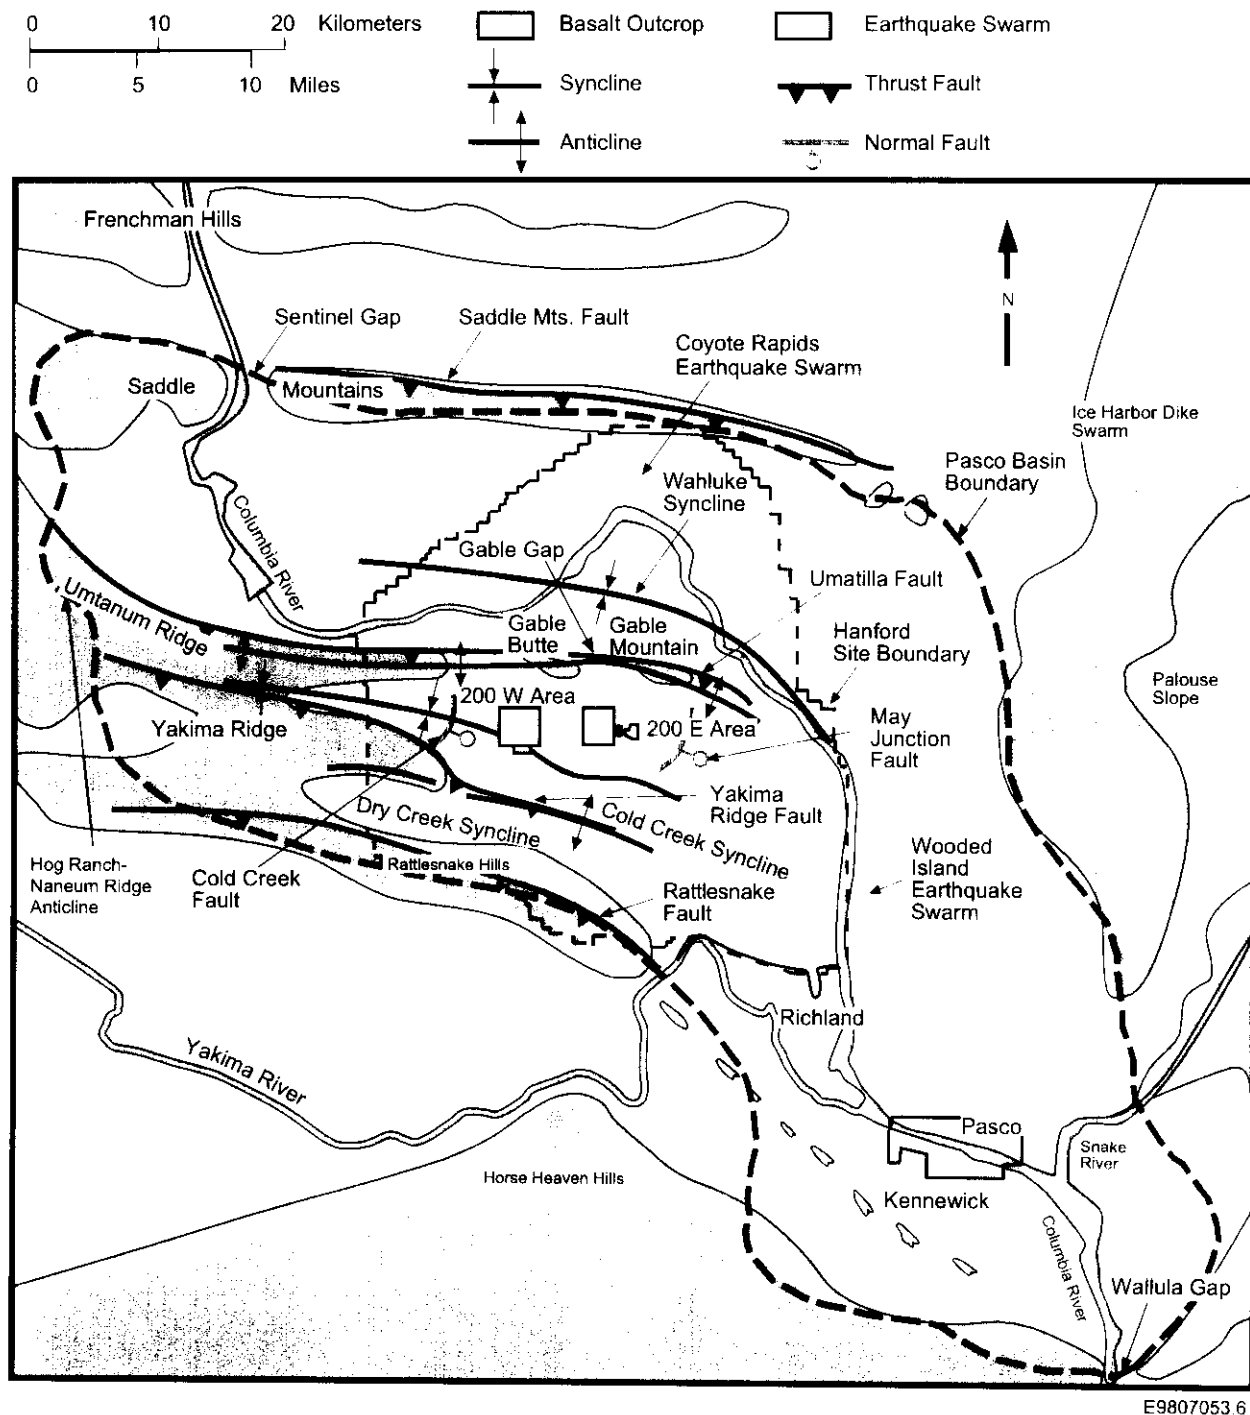 0 10 20 Kilometers
0 5 10 Miles
Basalt Outcrop
Earthquake Swarm
Syncline
Thrust Fault
Anticline
Normal Fault
Frenchman Hills
Sentinel Gap
Saddle Mts. Fault
Coyote Rapids
Earthquake Swarm
N
Saddle
Mountains
Ice Harbor Dike
Swarm
Pasco Basin
Boundary
Wahluke
Syncline
Columbia River
Gable Gap
Umatilla Fault
Umtanum Ridge
Gable
Butte
Gable
Mountain
Hanford
Site Boundary
Palouse
Slope
200 W Area
200 E Area
Yakima Ridge
May
Junction
Fault
Yakima
Ridge Fault
Dry Creek Syncline
Cold Creek Syncline
Wooded
Island
Earthquake
Swarm
Hog Ranch-
Naneum Ridge
Anticline
Cold Creek
Fault
Rattlesnake Hills
Rattlesnake
Fault
Richland
Yakima River
Pasco
Snake
River
Horse Heaven Hills
Kennewick
Columbia River
Wallula Gap
E9807053.6